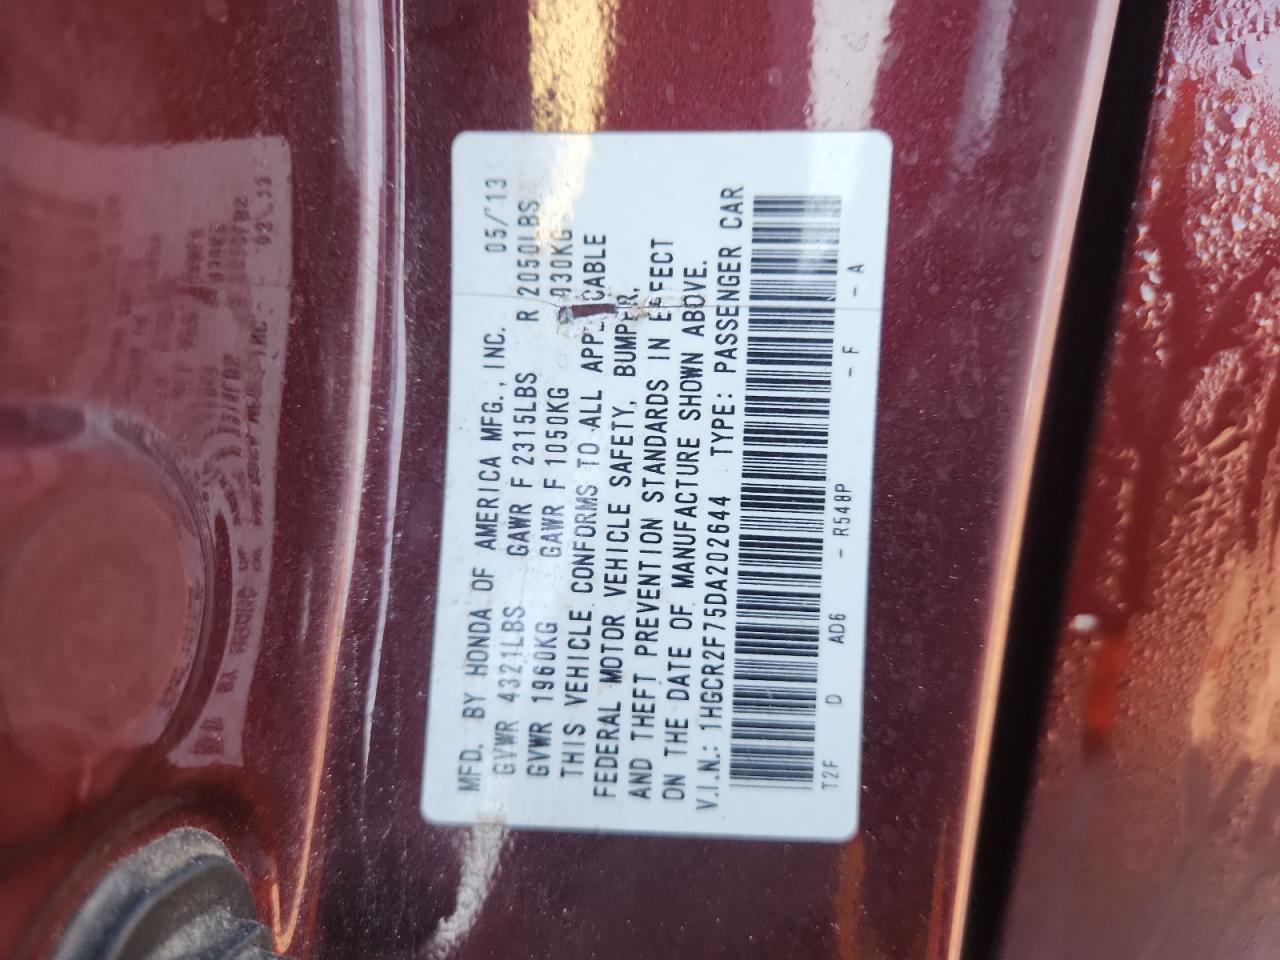 MFD. BY HONDA OF AMERICA MFG., INC. 05/'13
GVWR 4321LBS GAWR F 2315LBS R 2050LBS
GVWR 1960KG GAWR F 1050KG 930KG
THIS VEHICLE CONFORMS TO ALL
FEDERAL MOTOR VEHICLE SAFETY, BUMPER,
AND THEFT PREVENTION STANDARDS IN EFFECT
ON THE DATE OF MANUFACTURE SHOWN ABOVE.
V.I.N.: 1HGCR2F75DA202644 TYPE: PASSENGER CAR
T2F D AD6 - R548P - F - A